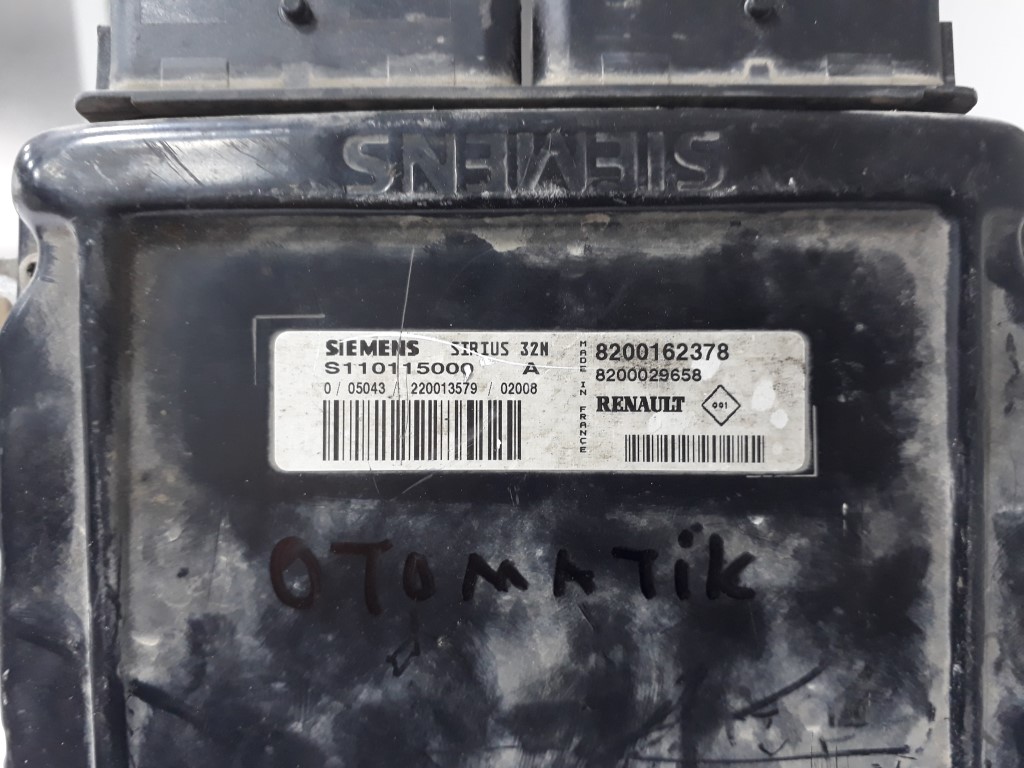 SIEMENS
SIEMENS SIRIUS 32N
S110115000 A
0 / 05043 / 220013579 / 02008
MADE IN FRANCE
8200162378
8200029658
RENAULT 001
OTOMATİK